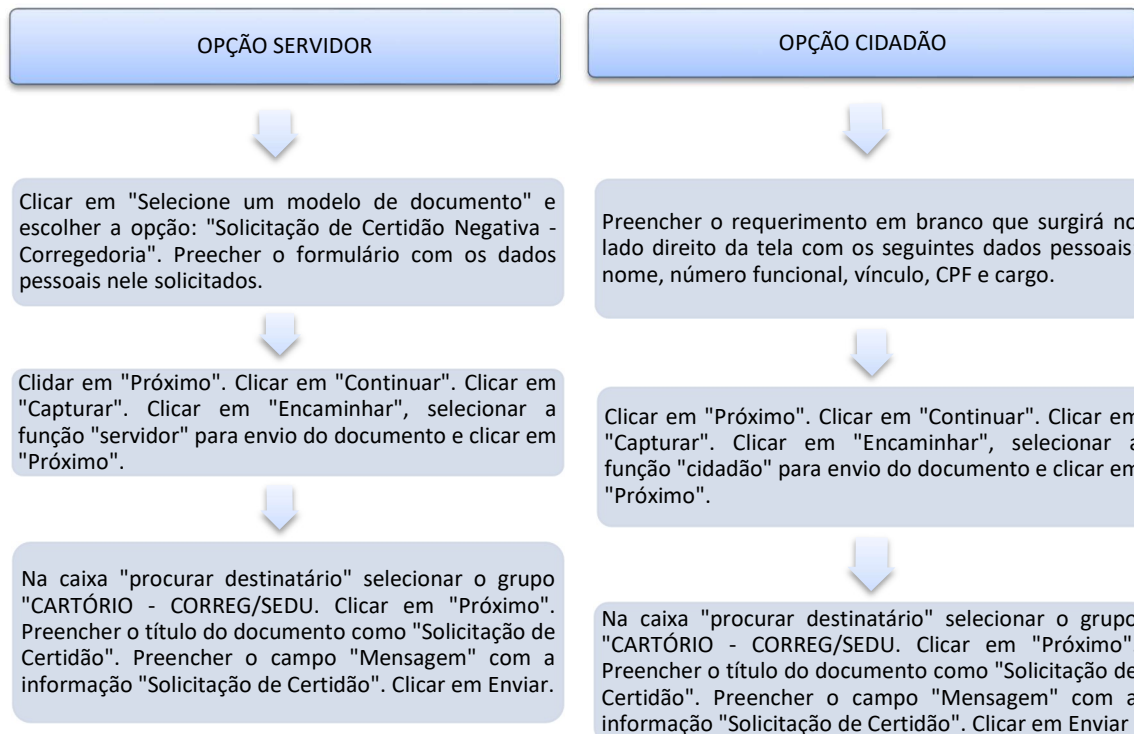 OPÇÃO SERVIDOR
Clicar em "Selecione um modelo de documento" e
escolher a opção: "Solicitação de Certidão Negativa -
Corregedoria". Preecher o formulário com os dados
pessoais nele solicitados.
Clidar em "Próximo". Clicar em "Continuar". Clicar em
"Capturar". Clicar em "Encaminhar", selecionar a
função "servidor" para envio do documento e clicar em
"Próximo".
Na caixa "procurar destinatário" selecionar o grupo
"CARTÓRIO - CORREG/SEDU. Clicar em "Próximo".
Preencher o título do documento como "Solicitação de
Certidão". Preencher o campo "Mensagem" com a
informação "Solicitação de Certidão". Clicar em Enviar.
OPÇÃO CIDADÃO
Preencher o requerimento em branco que surgirá no
lado direito da tela com os seguintes dados pessoais
nome, número funcional, vínculo, CPF e cargo.
Clicar em "Próximo". Clicar em "Continuar". Clicar em
"Capturar". Clicar em "Encaminhar", selecionar a
função "cidadão" para envio do documento e clicar em
"Próximo".
Na caixa "procurar destinatário" selecionar o grupo
"CARTÓRIO - CORREG/SEDU. Clicar em "Próximo"
Preencher o título do documento como "Solicitação de
Certidão". Preencher o campo "Mensagem" com a
informação "Solicitação de Certidão". Clicar em Enviar